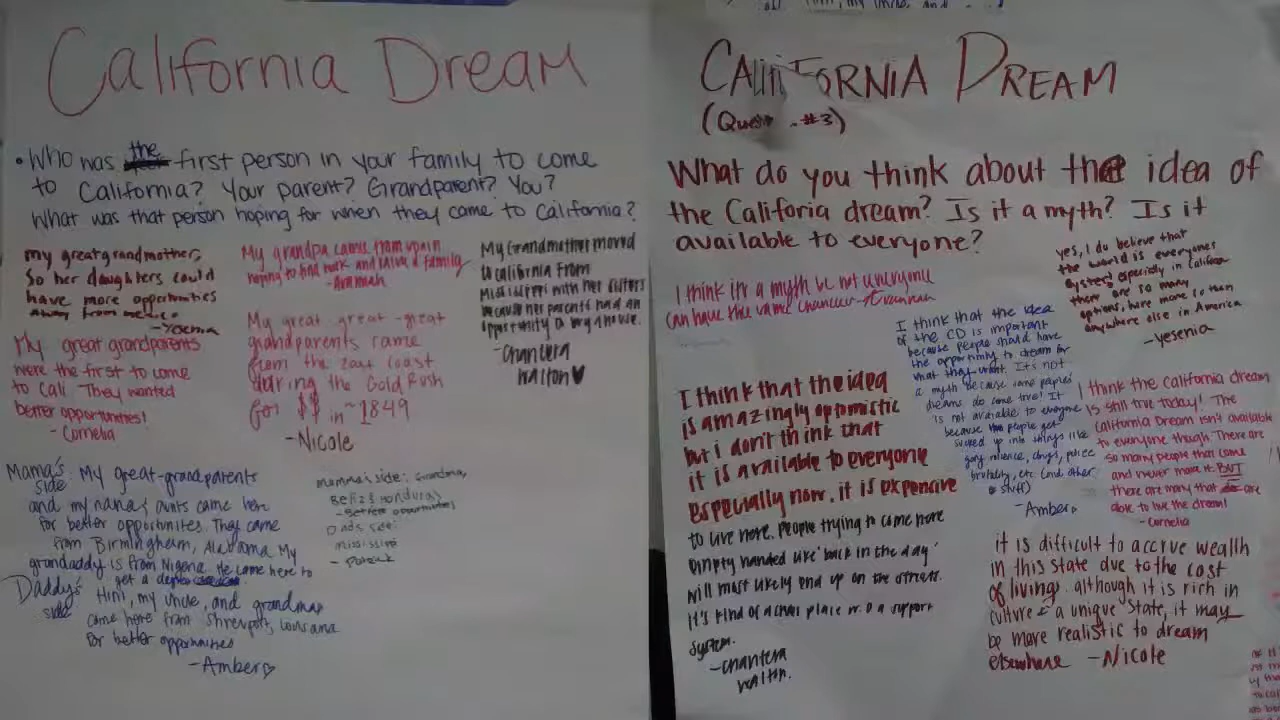 California Dream
• Who was the first person in your family to come
to California? Your parent? Grandparent? You?
What was that person hoping for when they came to California?
my great grandmother,
So her daughters could
have more opportunities
away from
My grandpa came from spain
hoping to find work and raise a family
My Grandmother moved
to california From
Mississippi with her sisters
because her parents had an
opportunity a house.
-Chantera
Walton
My great grandparents
were the first to come
to Cali. They wanted
better opportunities!
- Cornelia
My great-great-great
grandparents came
from the east coast
during the Gold Rush
for $$ in ~1849
-Nicole
Mama's side
My great-grandparents
and my nana's aunts came here
for better opportunites. They came
from Birmingham, Alabama. My
grandaddy is from Nigeria. He came here to
get a
Daddy's side
my uncle, and grandma
came here from Shreveport, Louisiana
for better opportunities
-Amber
mamma's side: Grandma,
Belize Honduras
- Better opportunities
Dads side:
CALIFORNIA DREAM
(Quest #3)
What do you think about the idea of
the Califoria dream? Is it a myth? Is it
available to everyone?
I think it's a myth bc not everyone
can have the same chances
yes, I do believe that
the world is everyones
oyster especially in California
there are so many
options, here more so than
anywhere else in America
-yesenia
I think that the idea
of the CD is important
because people should have
the opportunity to dream for
what they want. It's not
a myth because some peoples'
dreams do come true! It
is not available to everyone
because people get
sucked up into things like
gang violence, drugs, police
brutality, etc (and other
stuff)
-Amber
I think that the idea
is amazingly optomistic
but i don't think that
it is available to everyone
especially now. it is expensive
to live here. People trying to come here
empty handed like 'back in the day'
will most likely end up on the streets.
It's kind of a place w.o a support
system.
-Chantera
Walton.
I think the california dream
is still true today! The
California Dream isn't available
to everyone though. There are
so many people that come
and never make it. BUT
there are many that are
able to live the dream!
-Cornelia
it is difficult to accrue wealth
in this state due to the cost
of living. although it is rich in
culture & a unique state, it may
be more realistic to dream
elsewhere -Nicole